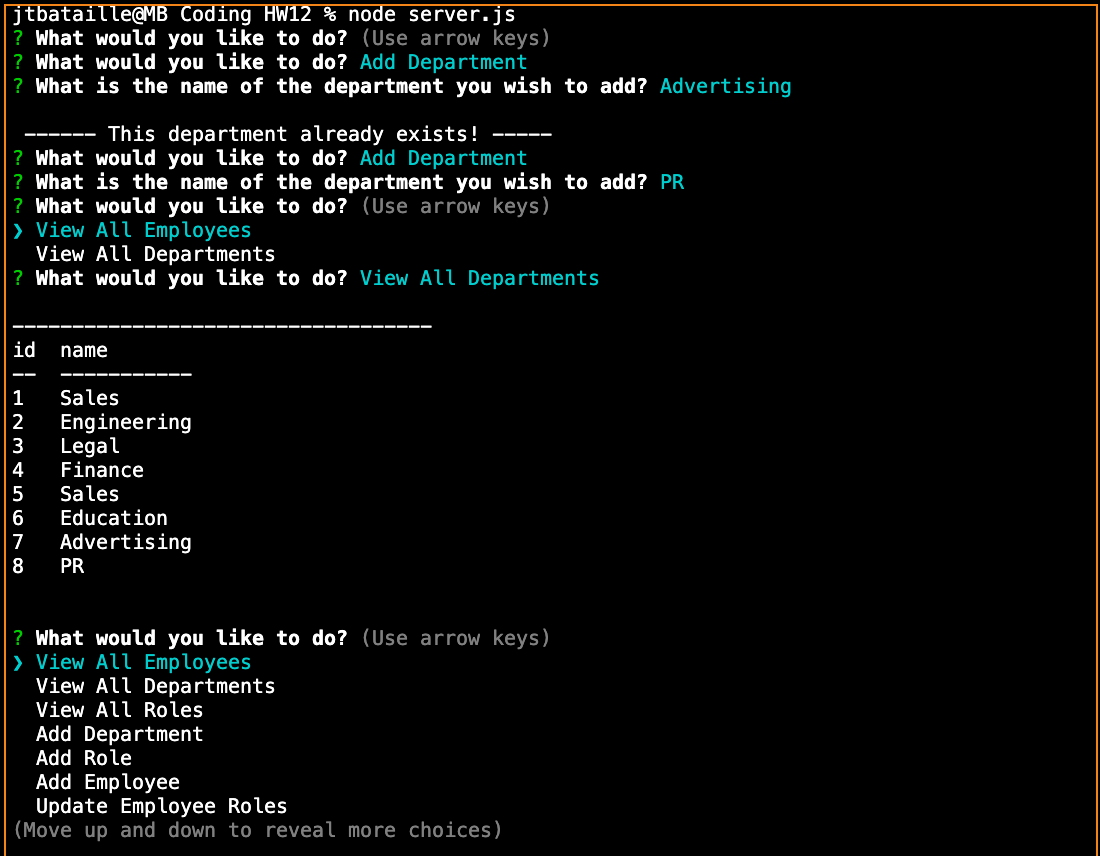 jtbataille@MB Coding HW12 % node server.js
? What would you like to do? (Use arrow keys)
? What would you like to do? Add Department
? What is the name of the department you wish to add? Advertising
------ This department already exists! -----
? What would you like to do? Add Department
? What is the name of the department you wish to add? PR
? What would you like to do? (Use arrow keys)
❯ View All Employees
View All Departments
? What would you like to do? View All Departments
-----------------------------------
id  name
--  -----------
1   Sales
2   Engineering
3   Legal
4   Finance
5   Sales
6   Education
7   Advertising
8   PR
? What would you like to do? (Use arrow keys)
❯ View All Employees
View All Departments
View All Roles
Add Department
Add Role
Add Employee
Update Employee Roles
(Move up and down to reveal more choices)